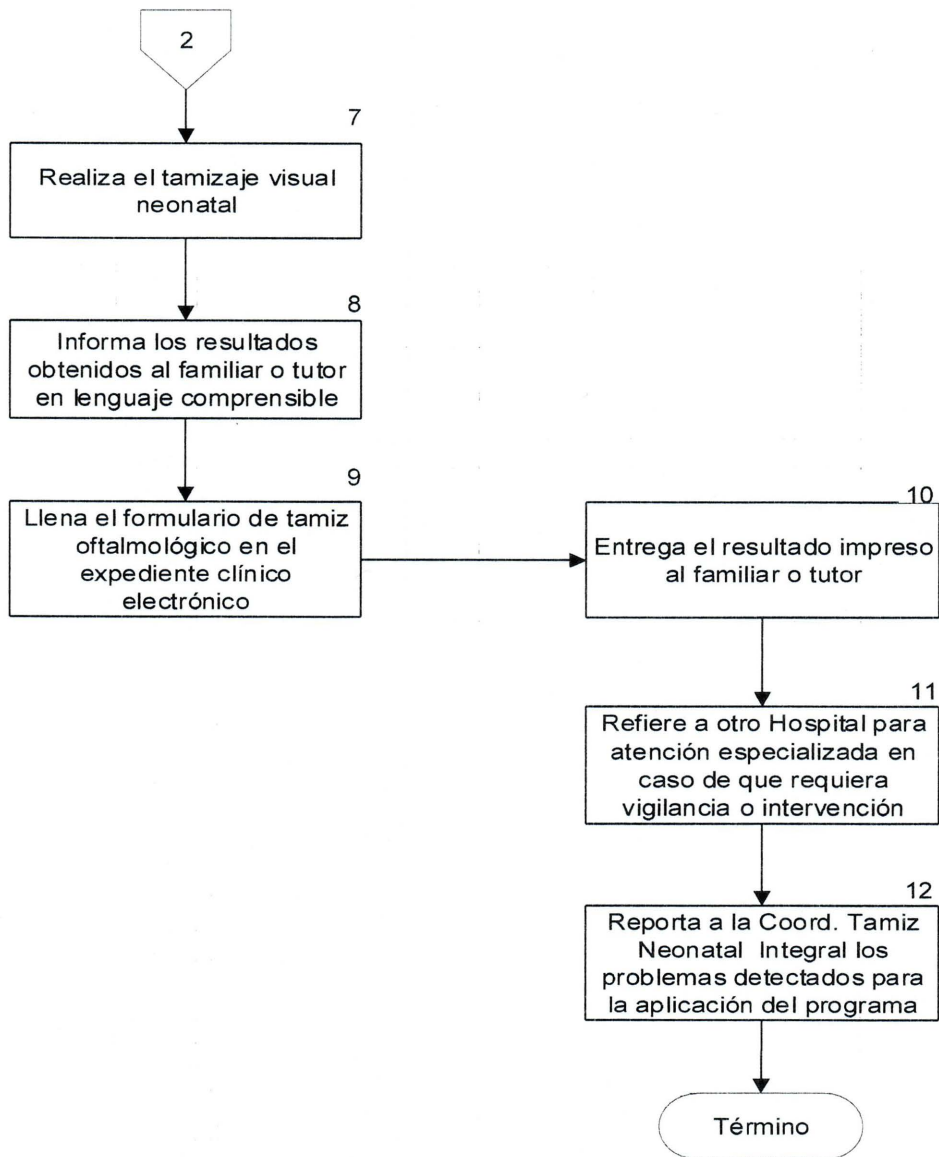 2
7
Realiza el tamizaje visual
neonatal
8
Informa los resultados
obtenidos al familiar o tutor
en lenguaje comprensible
9
Llena el formulario de tamiz
oftalmológico en el
expediente clínico
electrónico
10
Entrega el resultado impreso
al familiar o tutor
11
Refiere a otro Hospital para
atención especializada en
caso de que requiera
vigilancia o intervención
12
Reporta a la Coord. Tamiz
Neonatal Integral los
problemas detectados para
la aplicación del programa
Término